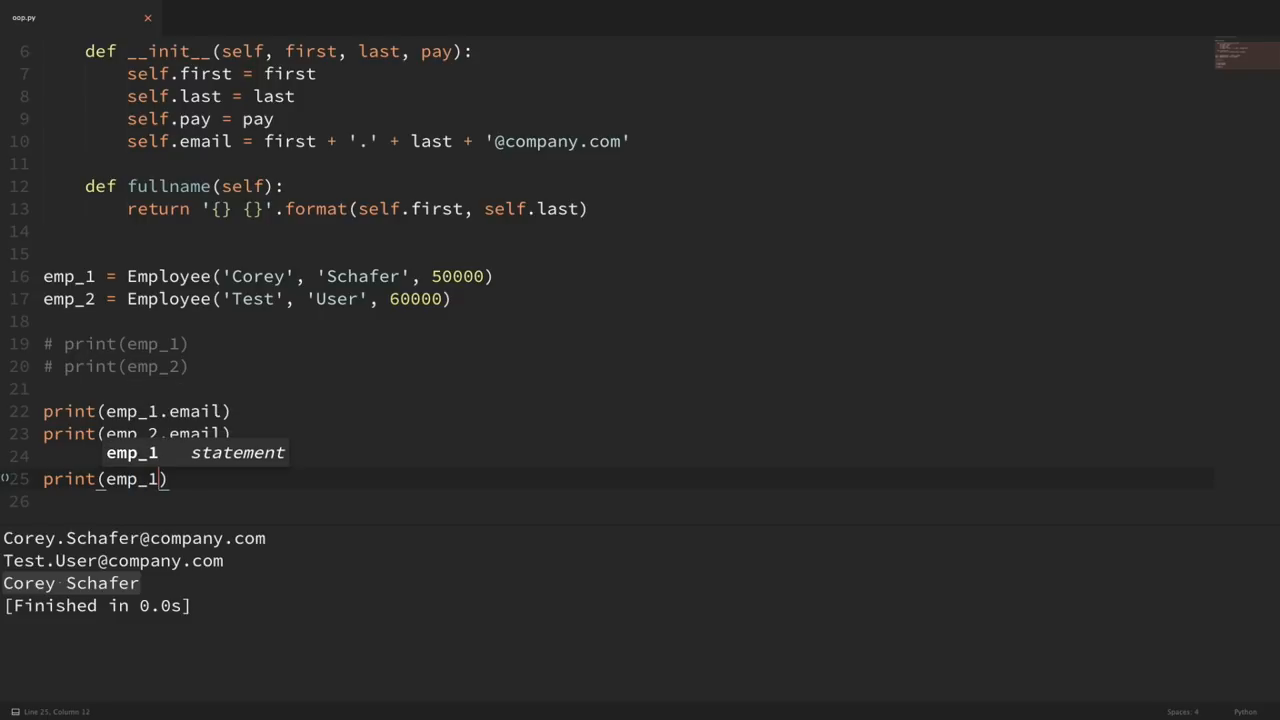 oop.py ×
6 def __init__(self, first, last, pay):
7 self.first = first
8 self.last = last
9 self.pay = pay
10 self.email = first + '.' + last + '@company.com'
11
12 def fullname(self):
13 return '{} {}'.format(self.first, self.last)
14
15
16 emp_1 = Employee('Corey', 'Schafer', 50000)
17 emp_2 = Employee('Test', 'User', 60000)
18
19 # print(emp_1)
20 # print(emp_2)
21
22 print(emp_1.email)
23 print(emp_2.email)
24 emp_1 statement
25 print(emp_1)
26
Corey.Schafer@company.com
Test.User@company.com
Corey Schafer
[Finished in 0.0s]
Line 25, Column 12 Spaces: 4 Python